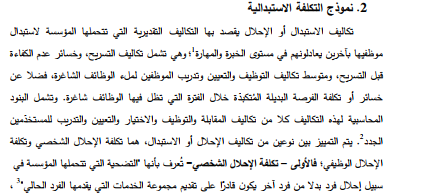 2. نموذج التكلفة الاستبدالية
تكاليف الاستبدال أو الإحلال يقصد بها التكاليف التقديرية التي تتحملها المؤسسة لاستبدال
موظفيها بآخرين يعادلونهم في مستوى الخبرة والمهارة1؛ وهي تشمل تكاليف التسريح، وخسائر عدم الكفاءة
قبل التسريح، ومتوسط تكاليف التوظيف والتعيين وتدريب الموظفين لملء الوظائف الشاغرة، فضلا عن
خسائر أو تكلفة الفرصة البديلة المتكبدة خلال الفترة التي تظل فيها الوظائف شاغرة. وتشمل البنود
المحاسبية لهذه التكاليف كلا من تكاليف المقابلة والتوظيف والاختيار والتعيين والتدريب للمستخدمين
الجدد2. يتم التمييز بين نوعين من تكاليف الإحلال أو الاستبدال، هما تكلفة الإحلال الشخصي وتكلفة
الإحلال الوظيفي؛ فالأولى – تكلفة الإحلال الشخصي– تُعرف بأنها "التضحية التي تتحملها المؤسسة في
سبيل إحلال فرد بدلا من فرد آخر يكون قادرًا على تقديم مجموعة الخدمات التي يقدمها الفرد الحالي"3 ،